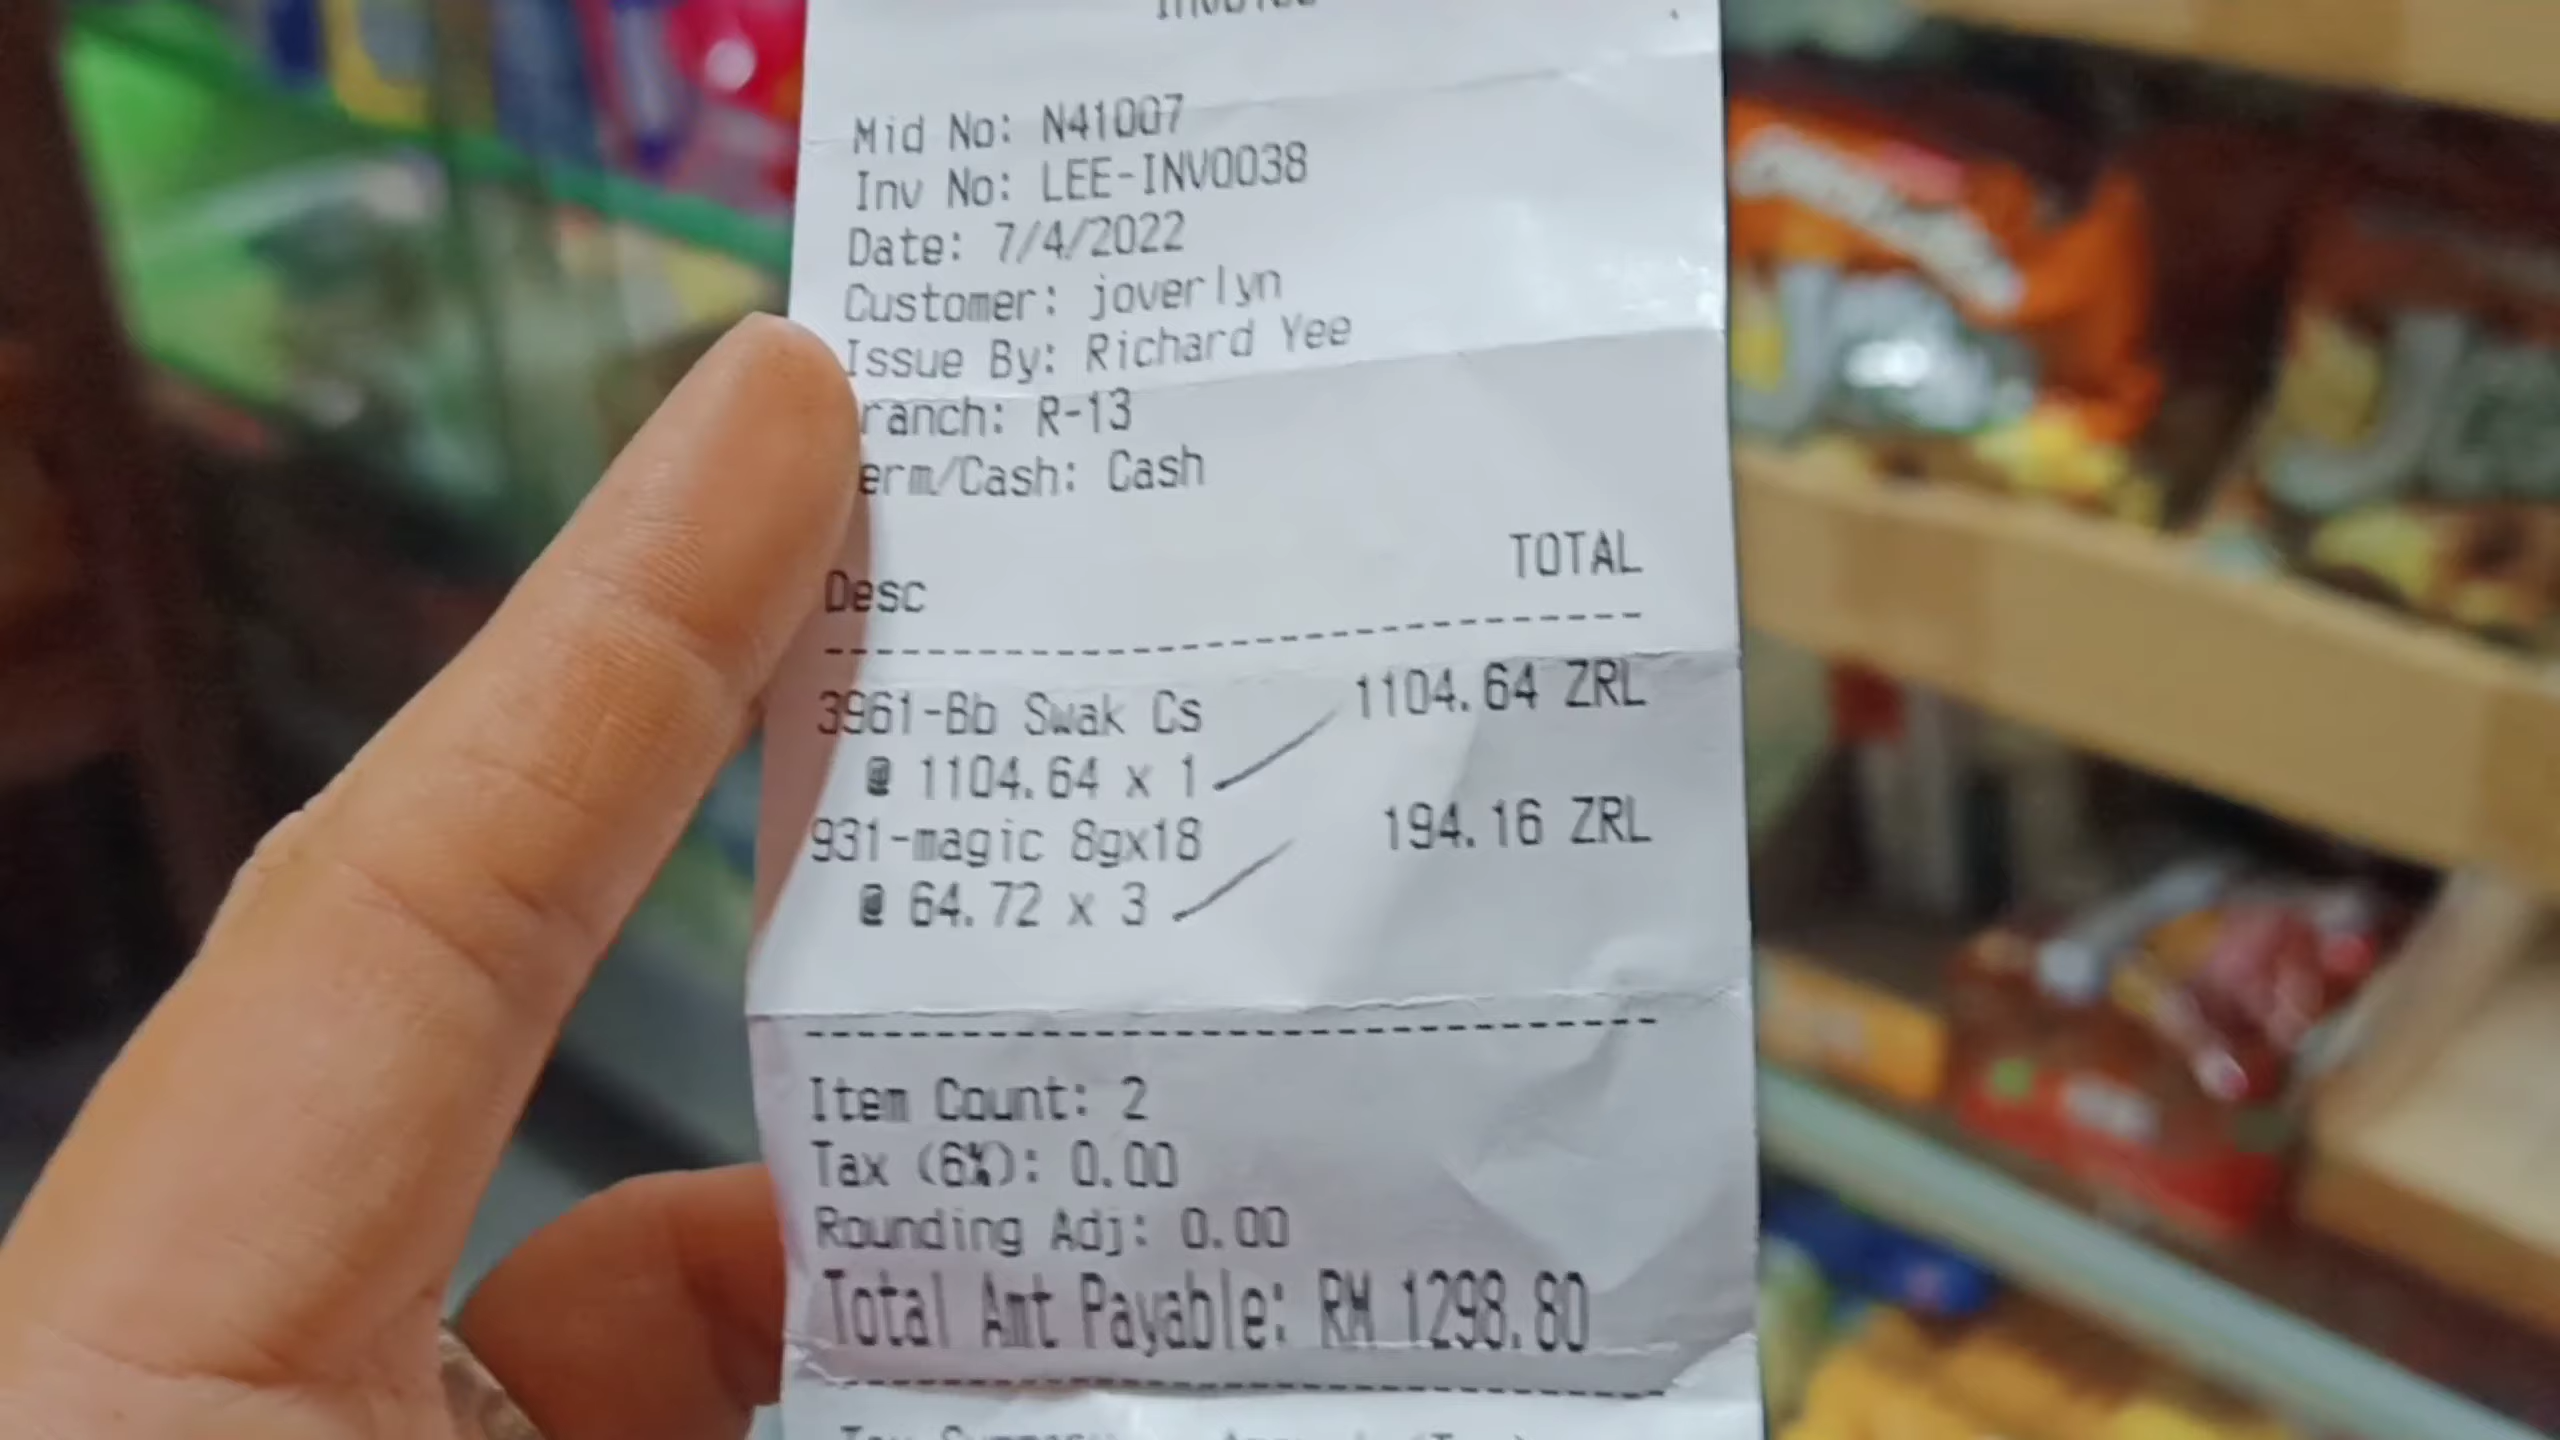 INVOICE
Mid No: N41007
Inv No: LEE-INV0038
Date: 7/4/2022
Customer: joverlyn
Issue By: Richard Yee
ranch: R-13
erm/Cash: Cash
Desc TOTAL
3961-Bb Swak Cs 1104.64 ZRL
@ 1104.64 x 1
931-magic 8gx18 194.16 ZRL
@ 64.72 x 3
Item Count: 2
Tax (6%): 0.00
Rounding Adj: 0.00
Total Amt Payable: RM 1298.80